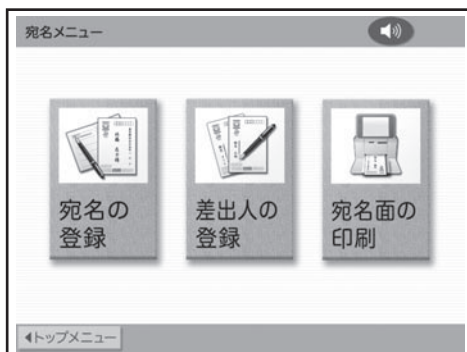 宛名メニュー
宛名の
登録
差出人の
登録
宛名面の
印刷
トップメニュー